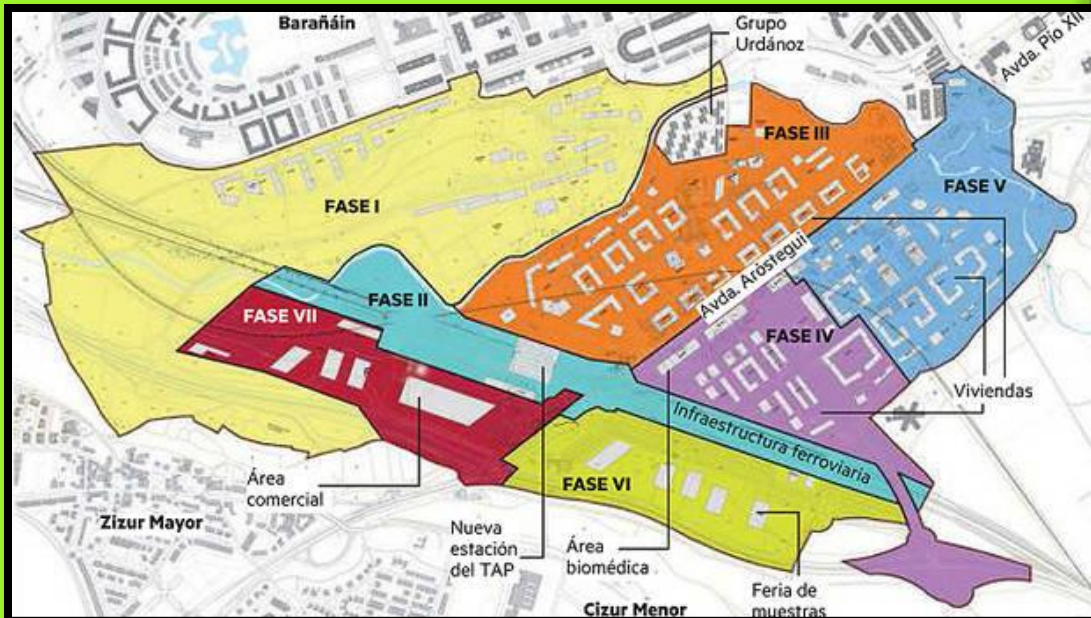 Barañáin
Grupo
Urdánoz
Avda. Pío XII
FASE III
FASE V
FASE I
Avda. Aróstegui
FASE II
FASE VII
FASE IV
Viviendas
Infraestructura ferroviaria
FASE VI
Área
comercial
Zizur Mayor
Nueva
estación
del TAP
Área
biomédica
Feria de
muestras
Cizur Menor